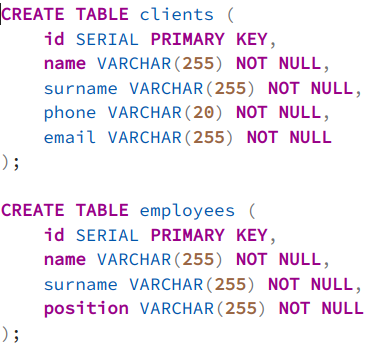 CREATE TABLE clients (
    id SERIAL PRIMARY KEY,
    name VARCHAR(255) NOT NULL,
    surname VARCHAR(255) NOT NULL,
    phone VARCHAR(20) NOT NULL,
    email VARCHAR(255) NOT NULL
);

CREATE TABLE employees (
    id SERIAL PRIMARY KEY,
    name VARCHAR(255) NOT NULL,
    surname VARCHAR(255) NOT NULL,
    position VARCHAR(255) NOT NULL
);